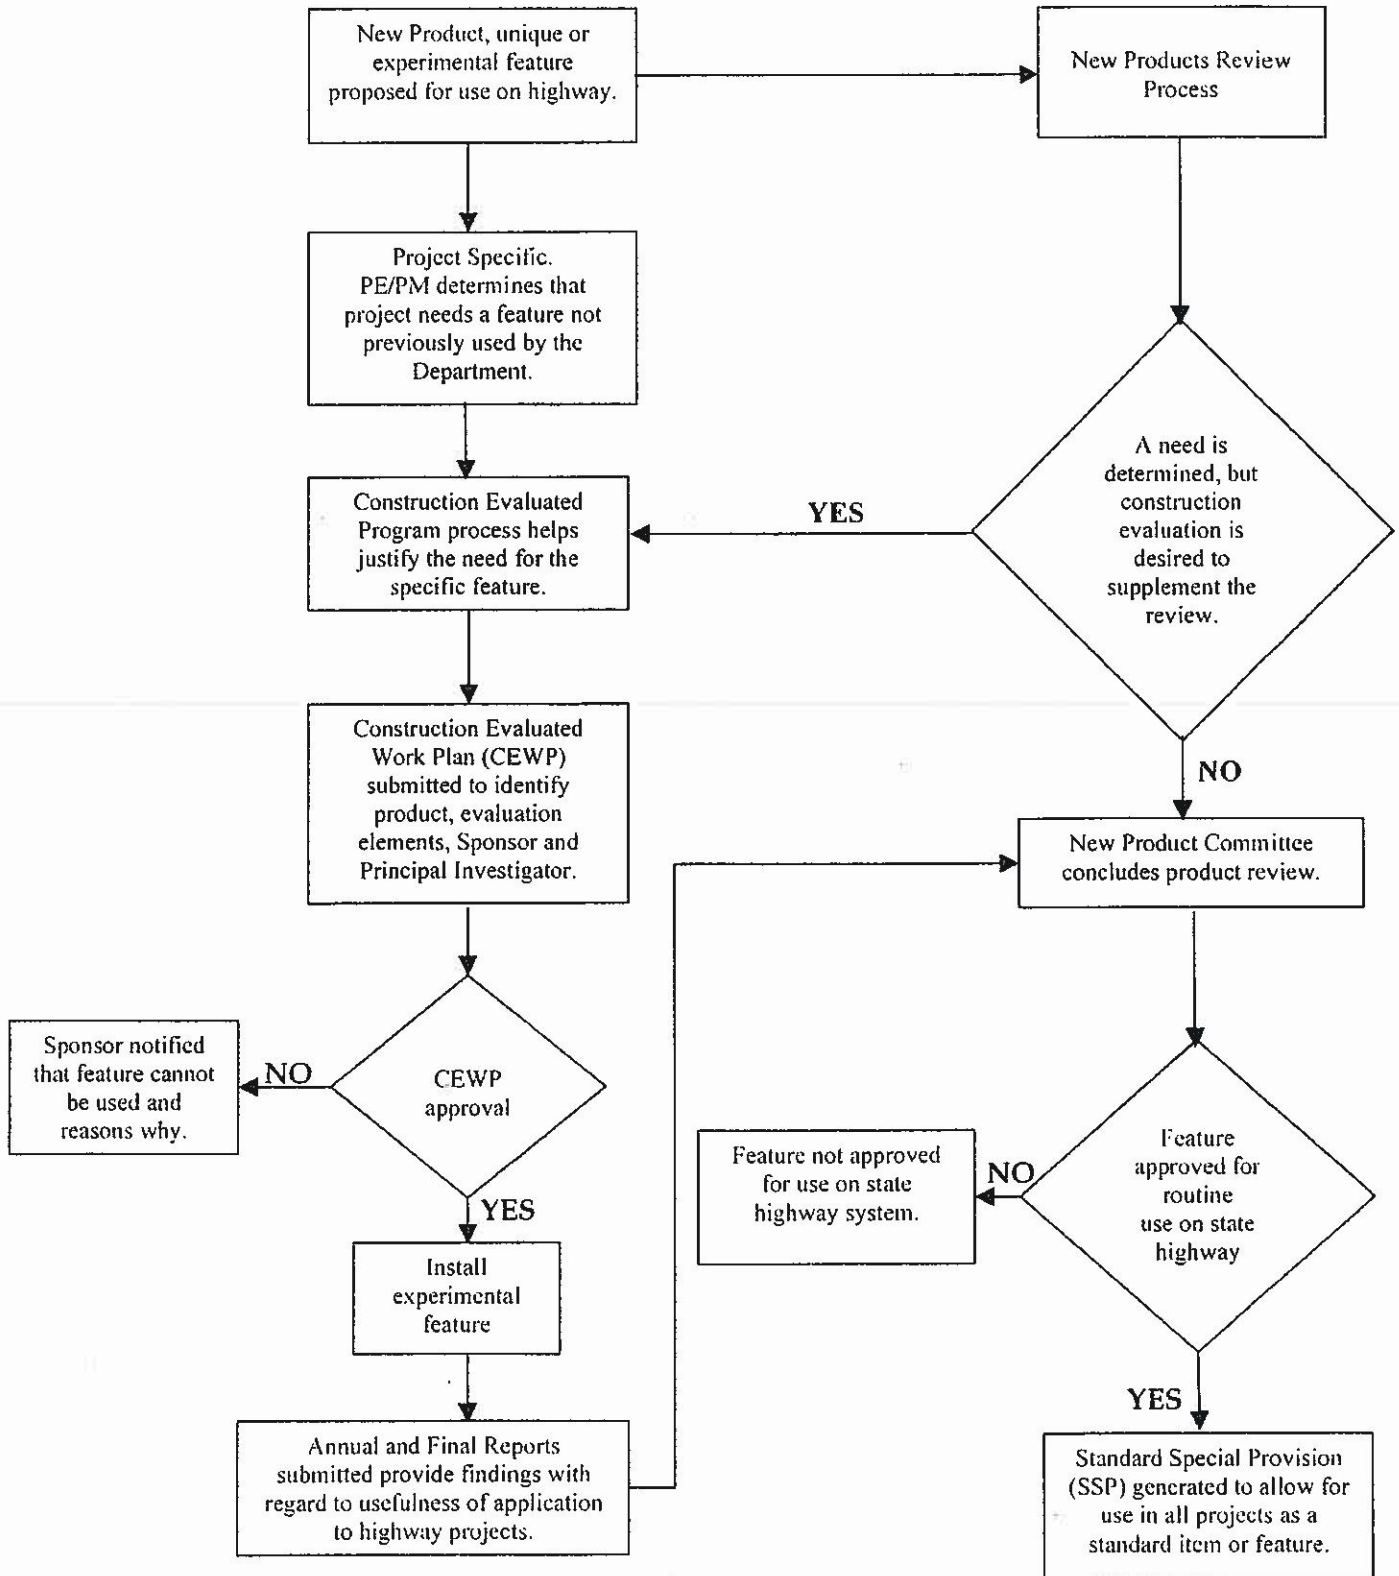 New Product, unique or
experimental feature
proposed for use on highway.
New Products Review
Process
Project Specific.
PE/PM determines that
project needs a feature not
previously used by the
Department.
A need is
determined, but
construction
evaluation is
desired to
supplement the
review.
Construction Evaluated
Program process helps
justify the need for the
specific feature.
YES
Construction Evaluated
Work Plan (CEWP)
submitted to identify
product, evaluation
elements, Sponsor and
Principal Investigator.
NO
New Product Committee
concludes product review.
Sponsor notified
that feature cannot
be used and
reasons why.
NO
CEWP
approval
YES
Feature not approved
for use on state
highway system.
NO
Feature
approved for
routine
use on state
highway
Install
experimental
feature
YES
Annual and Final Reports
submitted provide findings with
regard to usefulness of application
to highway projects.
Standard Special Provision
(SSP) generated to allow for
use in all projects as a
standard item or feature.